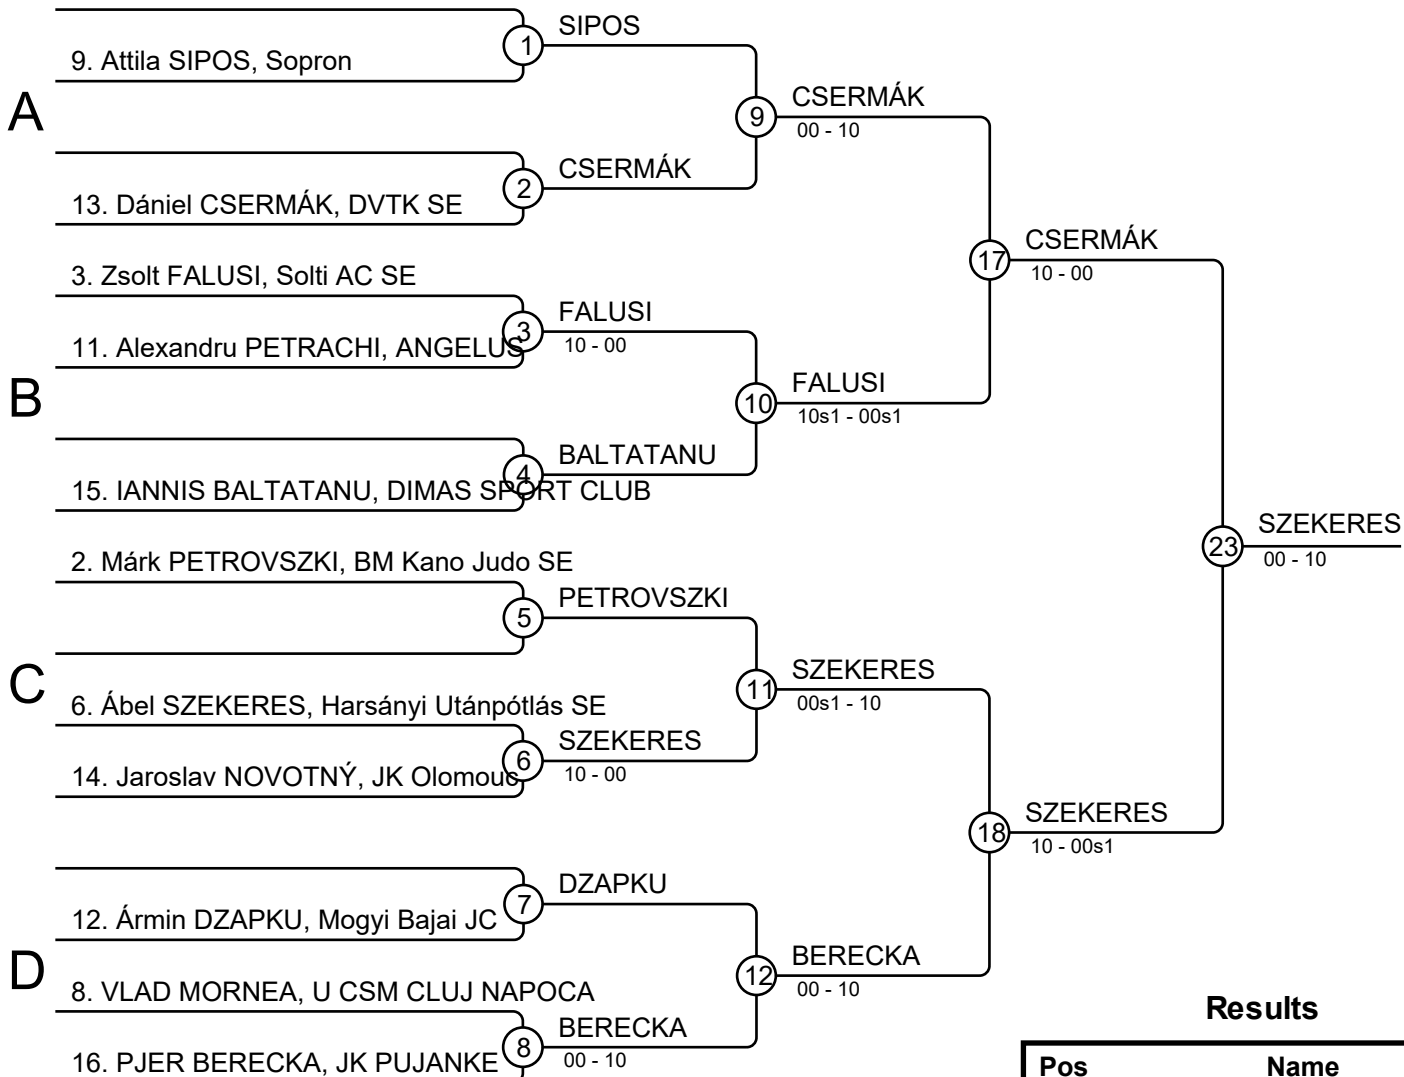 SIPOS
1
9. Attila SIPOS, Sopron
A
CSERMÁK
9
00 - 10
CSERMÁK
2
13. Dániel CSERMÁK, DVTK SE
CSERMÁK
17
10 - 00
3. Zsolt FALUSI, Solti AC SE
FALUSI
3
10 - 00
11. Alexandru PETRACHI, ANGELUS
B
FALUSI
10
10s1 - 00s1
BALTATANU
4
15. IANNIS BALTATANU, DIMAS SPORT CLUB
SZEKERES
23
00 - 10
2. Márk PETROVSZKI, BM Kano Judo SE
PETROVSZKI
5
C
SZEKERES
11
00s1 - 10
6. Ábel SZEKERES, Harsányi Utánpótlás SE
SZEKERES
6
10 - 00
14. Jaroslav NOVOTNÝ, JK Olomouc
SZEKERES
18
10 - 00s1
DZAPKU
7
12. Ármin DZAPKU, Mogyi Bajai JC
D
BERECKA
12
00 - 10
8. VLAD MORNEA, U CSM CLUJ NAPOCA
BERECKA
8
00 - 10
16. PJER BERECKA, JK PUJANKE
Results
Pos Name